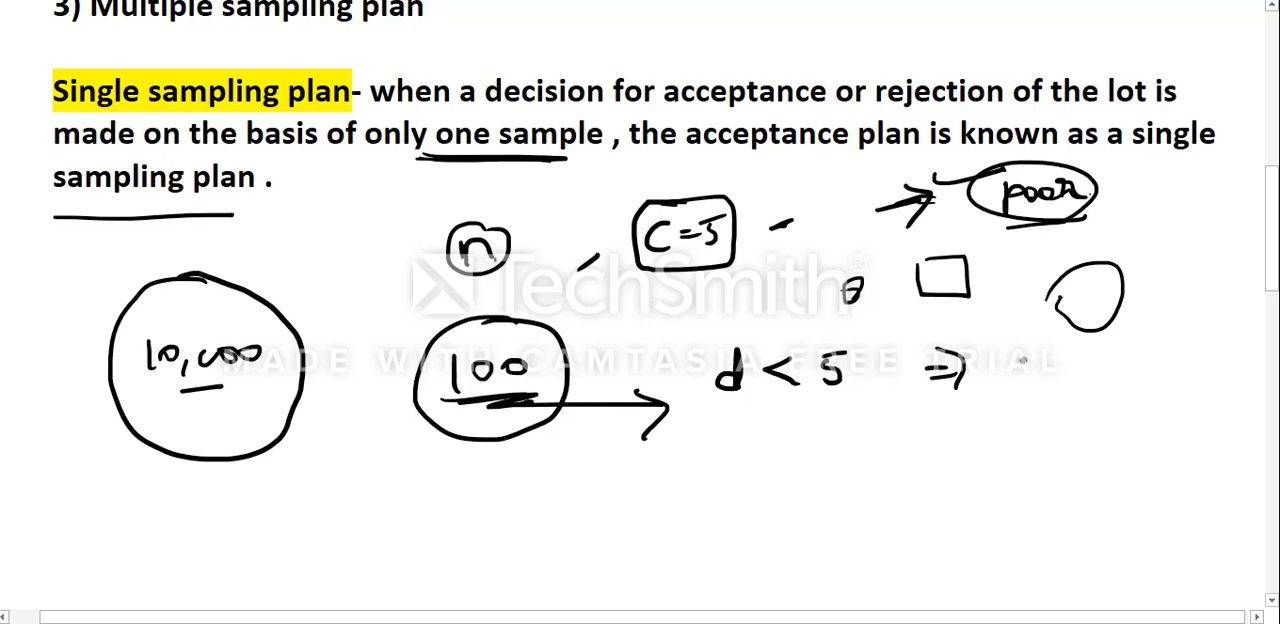 3) Multiple sampling plan
Single sampling plan- when a decision for acceptance or rejection of the lot is
made on the basis of only one sample , the acceptance plan is known as a single
sampling plan .
poor
n , C=5 -
TechSmith®
10,000
100
d < 5 ⇒
MADE WITH CAMTASIA FREE TRIAL